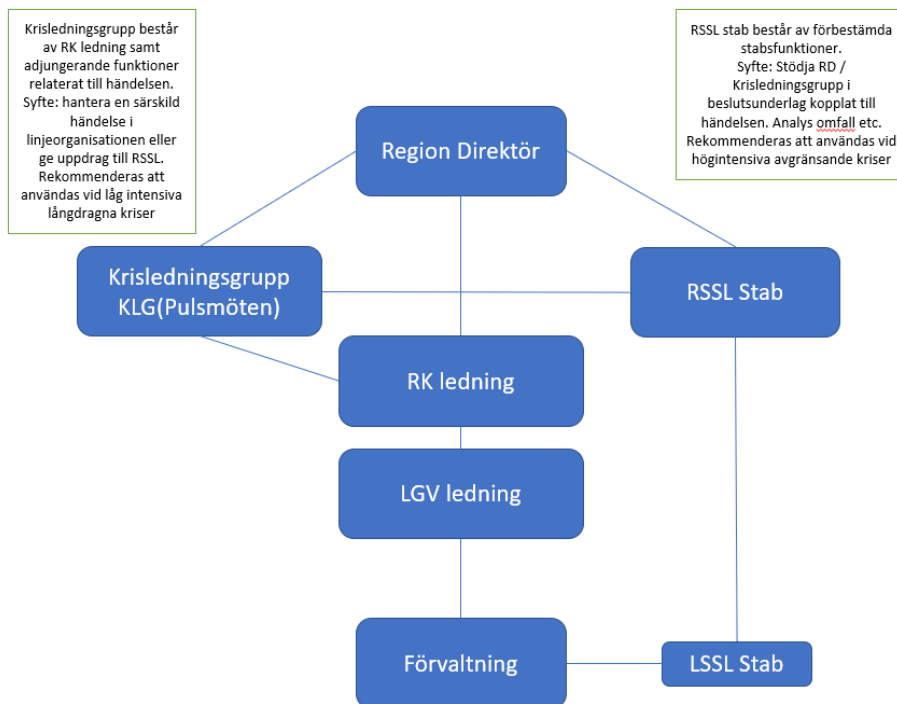 Krisledningsgrupp består
av RK ledning samt
adjungerande funktioner
relaterat till händelsen.
Syfte: hantera en särskild
händelse i
linjeorganisationen eller
ge uppdrag till RSSL.
Rekommenderas att
användas vid låg intensiva
långdragna kriser
RSSL stab består av förbestämda
stabsfunktioner.
Syfte: Stödja RD /
Krisledningsgrupp i
beslutsunderlag kopplat till
händelsen. Analys omfall etc.
Rekommenderas att användas vid
högintensiva avgränsande kriser
Region Direktör
Krisledningsgrupp
KLG(Pulsmöten)
RSSL Stab
RK ledning
LGV ledning
Förvaltning
LSSL Stab